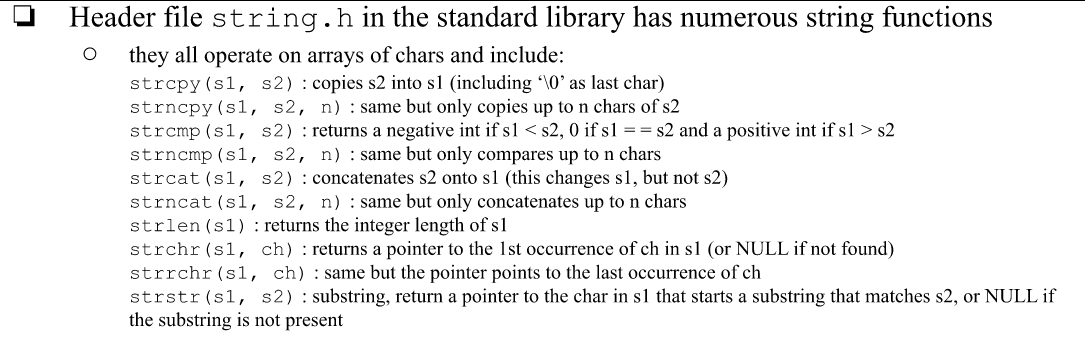 ❏ Header file string.h in the standard library has numerous string functions
○ they all operate on arrays of chars and include:
strcpy(s1, s2) : copies s2 into s1 (including ‘\0’ as last char)
strncpy(s1, s2, n) : same but only copies up to n chars of s2
strcmp(s1, s2) : returns a negative int if s1 < s2, 0 if s1 = = s2 and a positive int if s1 > s2
strncmp(s1, s2, n) : same but only compares up to n chars
strcat(s1, s2) : concatenates s2 onto s1 (this changes s1, but not s2)
strncat(s1, s2, n) : same but only concatenates up to n chars
strlen(s1) : returns the integer length of s1
strchr(s1, ch) : returns a pointer to the 1st occurrence of ch in s1 (or NULL if not found)
strrchr(s1, ch) : same but the pointer points to the last occurrence of ch
strstr(s1, s2) : substring, return a pointer to the char in s1 that starts a substring that matches s2, or NULL if
the substring is not present